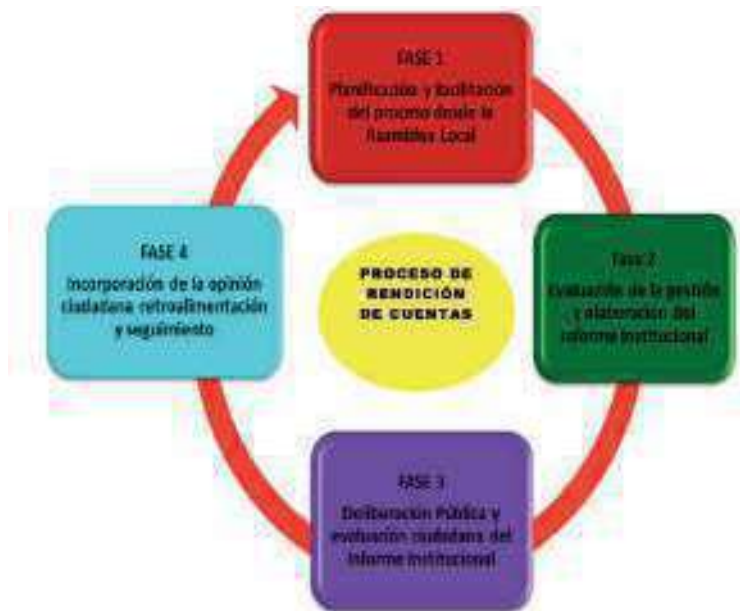 FASE 1
Planificación y facilitación
del proceso desde la
Asamblea Local
Fase 2
Evaluación de la gestión
y elaboración del
Informe Institucional
PROCESO DE
RENDICIÓN
DE CUENTAS
FASE 3
Deliberación Pública y
evaluación ciudadana del
Informe Institucional
FASE 4
Incorporación de la opinión
ciudadana retroalimentación
y seguimiento